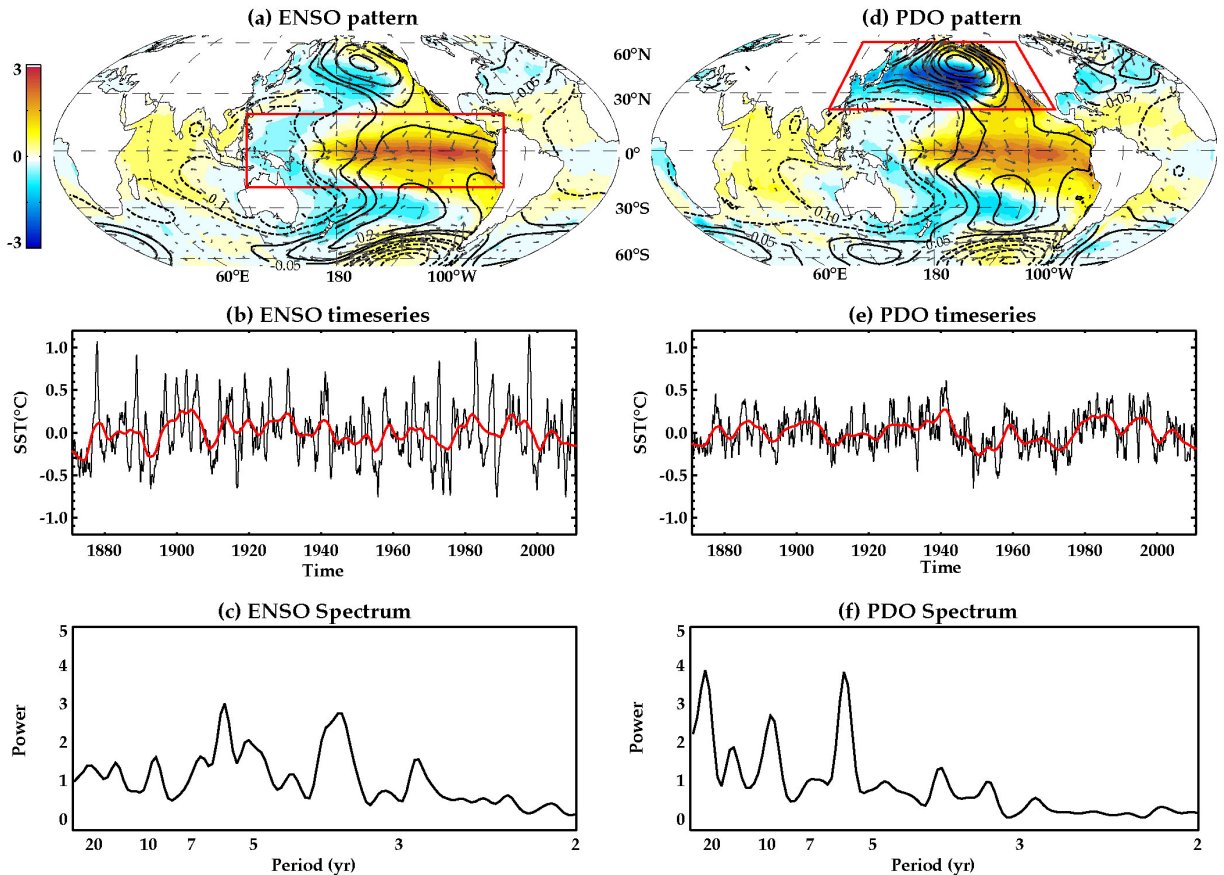 (a) ENSO pattern
(d) PDO pattern
3
0
-3
60°N
30°N
0°
30°S
60°S
60°E
180
100°W
60°E
180
100°W
-0.05
-0.05
-0.05
-0.10
-0.05
(b) ENSO timeseries
(e) PDO timeseries
SST(°C)
1.0
0.5
0.0
-0.5
-1.0
1880 1900 1920 1940 1960 1980 2000
Time
SST(°C)
1.0
0.5
0.0
-0.5
-1.0
1880 1900 1920 1940 1960 1980 2000
Time
(c) ENSO Spectrum
(f) PDO Spectrum
Power
5
4
3
2
1
0
20 10 7 5 3 2
Period (yr)
Power
5
4
3
2
1
0
20 10 7 5 3 2
Period (yr)